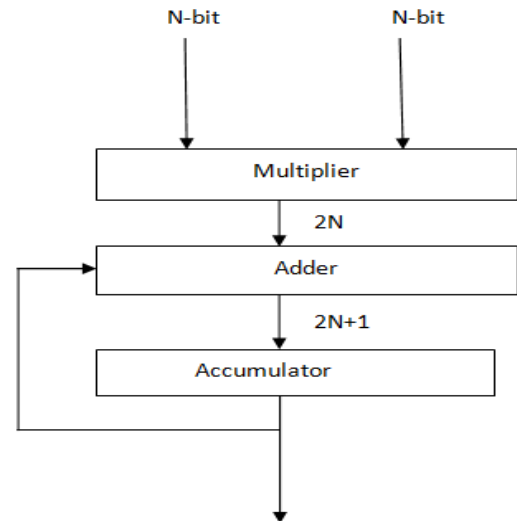 N-bit N-bit
Multiplier
2N
Adder
2N+1
Accumulator